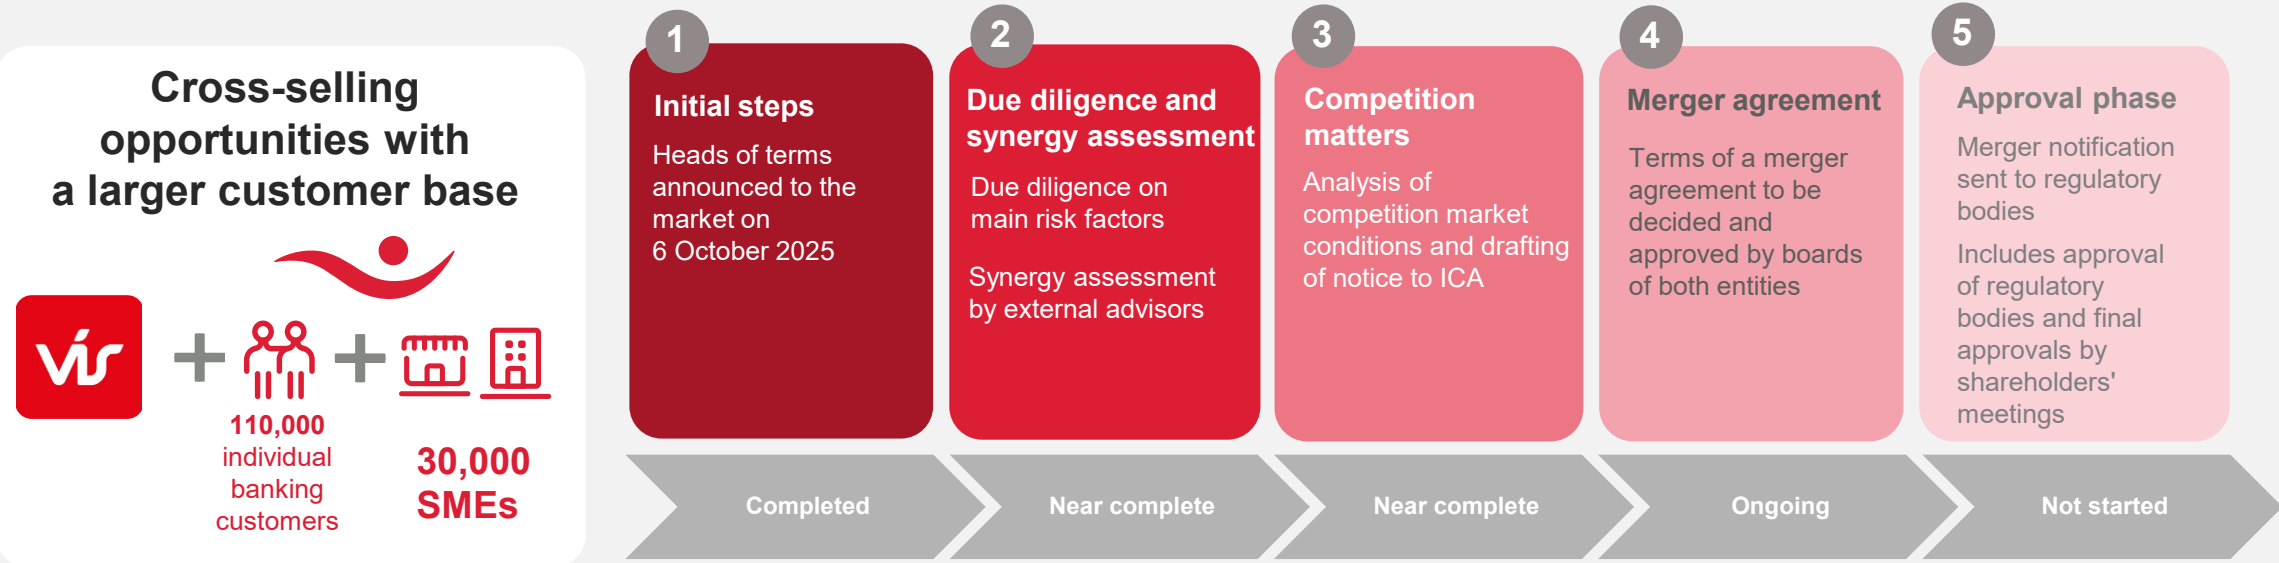 Cross-selling
opportunities with
a larger customer base
vís
110,000
individual
banking
customers
30,000
SMEs
1
Initial steps
Heads of terms
announced to the
market on
6 October 2025
Completed
2
Due diligence and
synergy assessment
Due diligence on
main risk factors
Synergy assessment
by external advisors
Near complete
3
Competition
matters
Analysis of
competition market
conditions and drafting
of notice to ICA
Near complete
4
Merger agreement
Terms of a merger
agreement to be
decided and
approved by boards
of both entities
Ongoing
5
Approval phase
Merger notification
sent to regulatory
bodies
Includes approval
of regulatory
bodies and final
approvals by
shareholders'
meetings
Not started